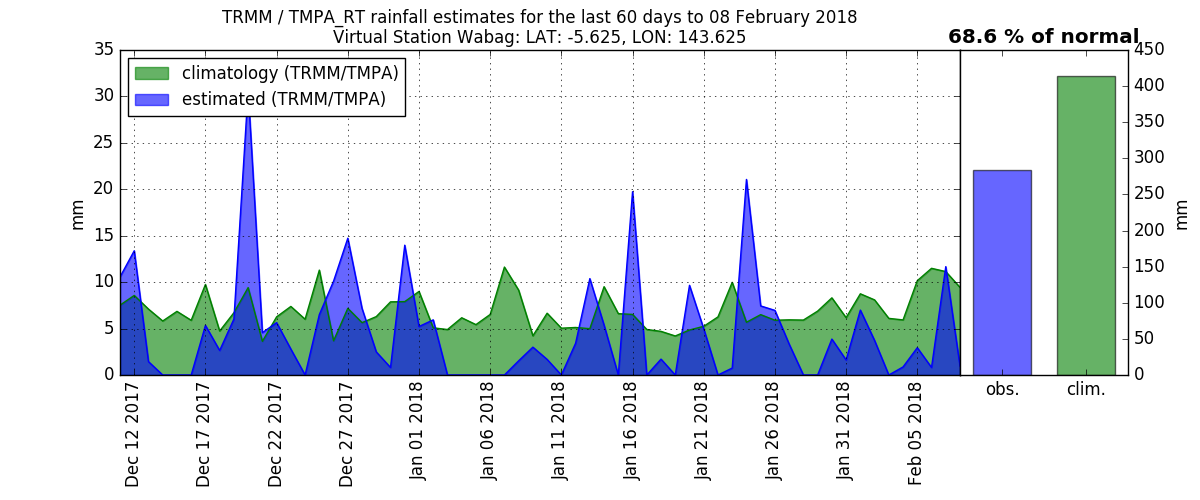 TRMM / TMPA_RT rainfall estimates for the last 60 days to 08 February 2018
Virtual Station Wabag: LAT: -5.625, LON: 143.625
68.6 % of normal
climatology (TRMM/TMPA)
estimated (TRMM/TMPA)
mm
35
30
25
20
15
10
5
0
Dec 12 2017
Dec 17 2017
Dec 22 2017
Dec 27 2017
Jan 01 2018
Jan 06 2018
Jan 11 2018
Jan 16 2018
Jan 21 2018
Jan 26 2018
Jan 31 2018
Feb 05 2018
450
400
350
300
250
200
150
100
50
0
mm
obs.
clim.